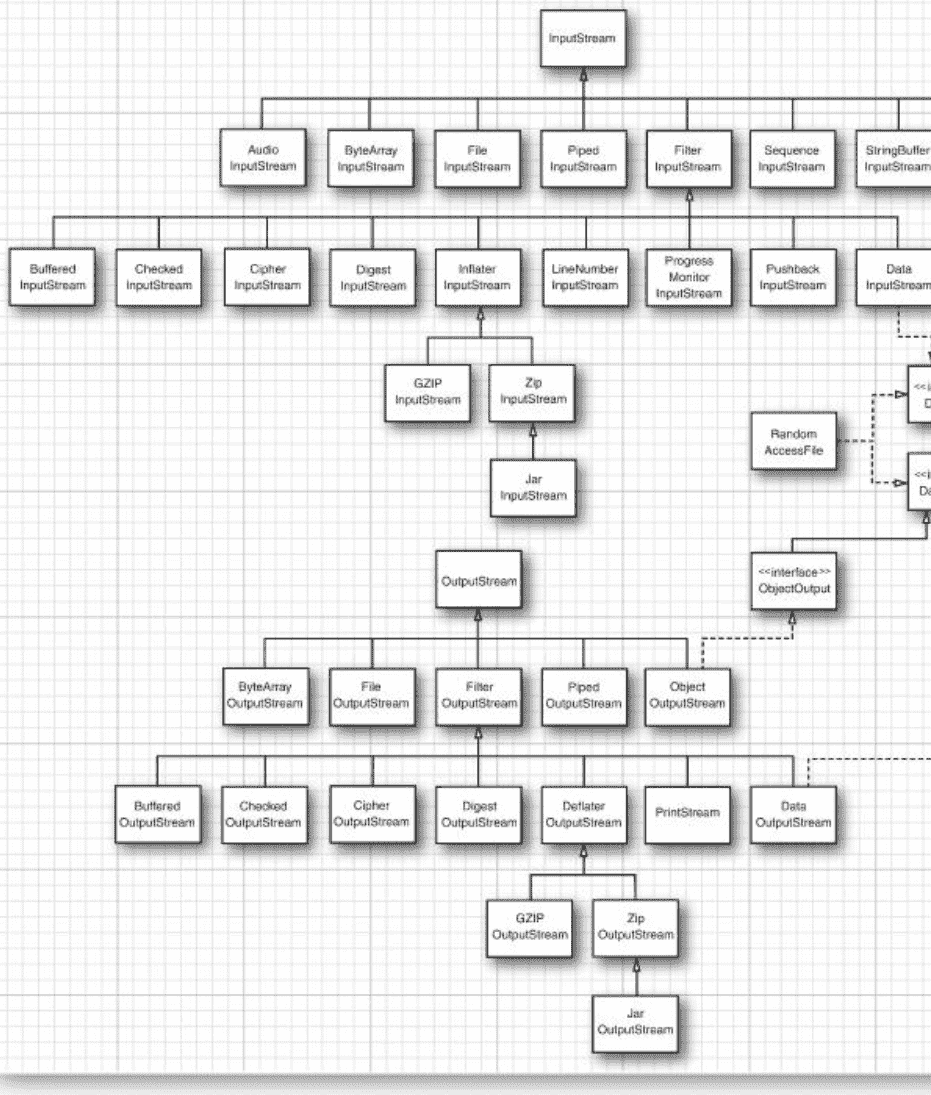 InputStream
Audio
InputStream
ByteArray
InputStream
File
InputStream
Piped
InputStream
Filter
InputStream
Sequence
InputStream
StringBuffer
InputStream
Buffered
InputStream
Checked
InputStream
Cipher
InputStream
Digest
InputStream
Inflater
InputStream
LineNumber
InputStream
Progress
Monitor
InputStream
Pushback
InputStream
Data
InputStream
GZIP
InputStream
Zip
InputStream
Random
AccessFile
Jar
InputStream
OutputStream
<<interface>>
ObjectOutput
ByteArray
OutputStream
File
OutputStream
Filter
OutputStream
Piped
OutputStream
Object
OutputStream
Buffered
OutputStream
Checked
OutputStream
Cipher
OutputStream
Digest
OutputStream
Deflater
OutputStream
PrintStream
Data
OutputStream
GZIP
OutputStream
Zip
OutputStream
Jar
OutputStream